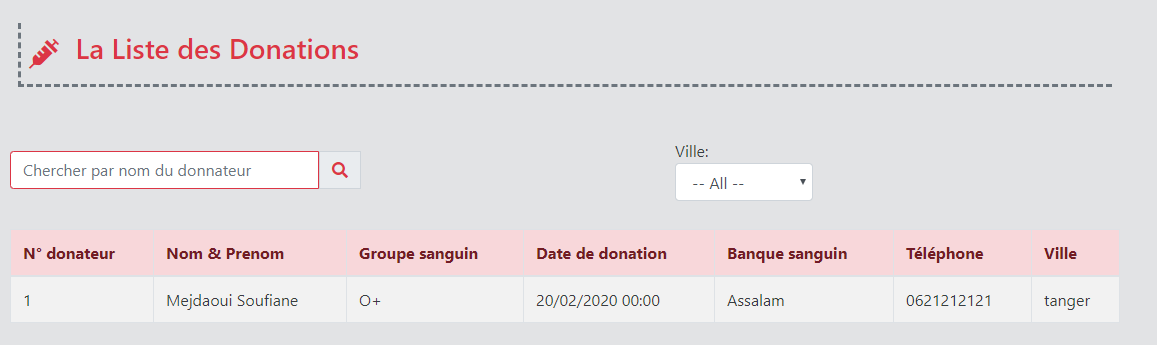 La Liste des Donations
Chercher par nom du donnateur
Ville:
-- All --
N° donateur Nom & Prenom Groupe sanguin Date de donation Banque sanguin Téléphone Ville
1 Mejdaoui Soufiane O+ 20/02/2020 00:00 Assalam 0621212121 tanger